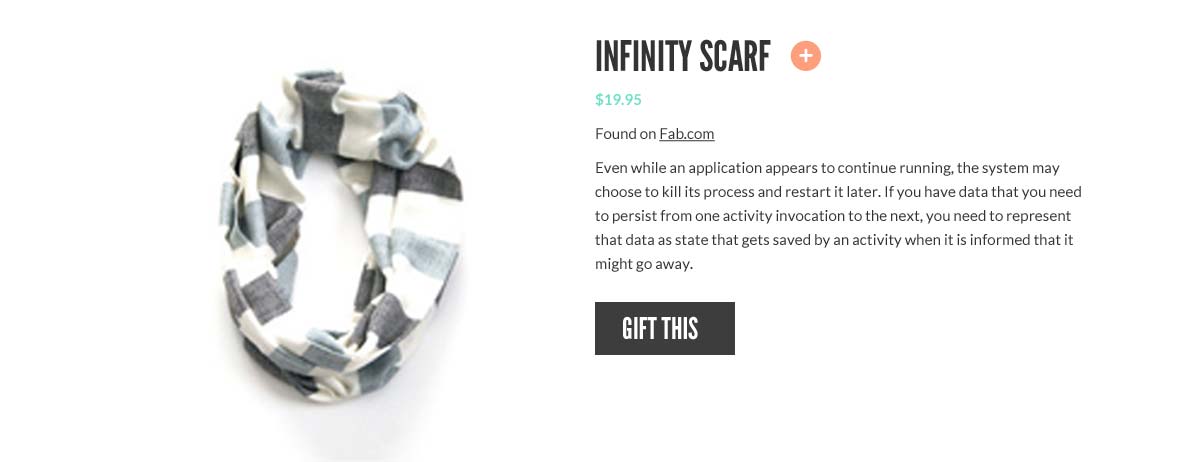 INFINITY SCARF +
$19.95
Found on Fab.com
Even while an application appears to continue running, the system may
choose to kill its process and restart it later. If you have data that you need
to persist from one activity invocation to the next, you need to represent
that data as state that gets saved by an activity when it is informed that it
might go away.
GIFT THIS